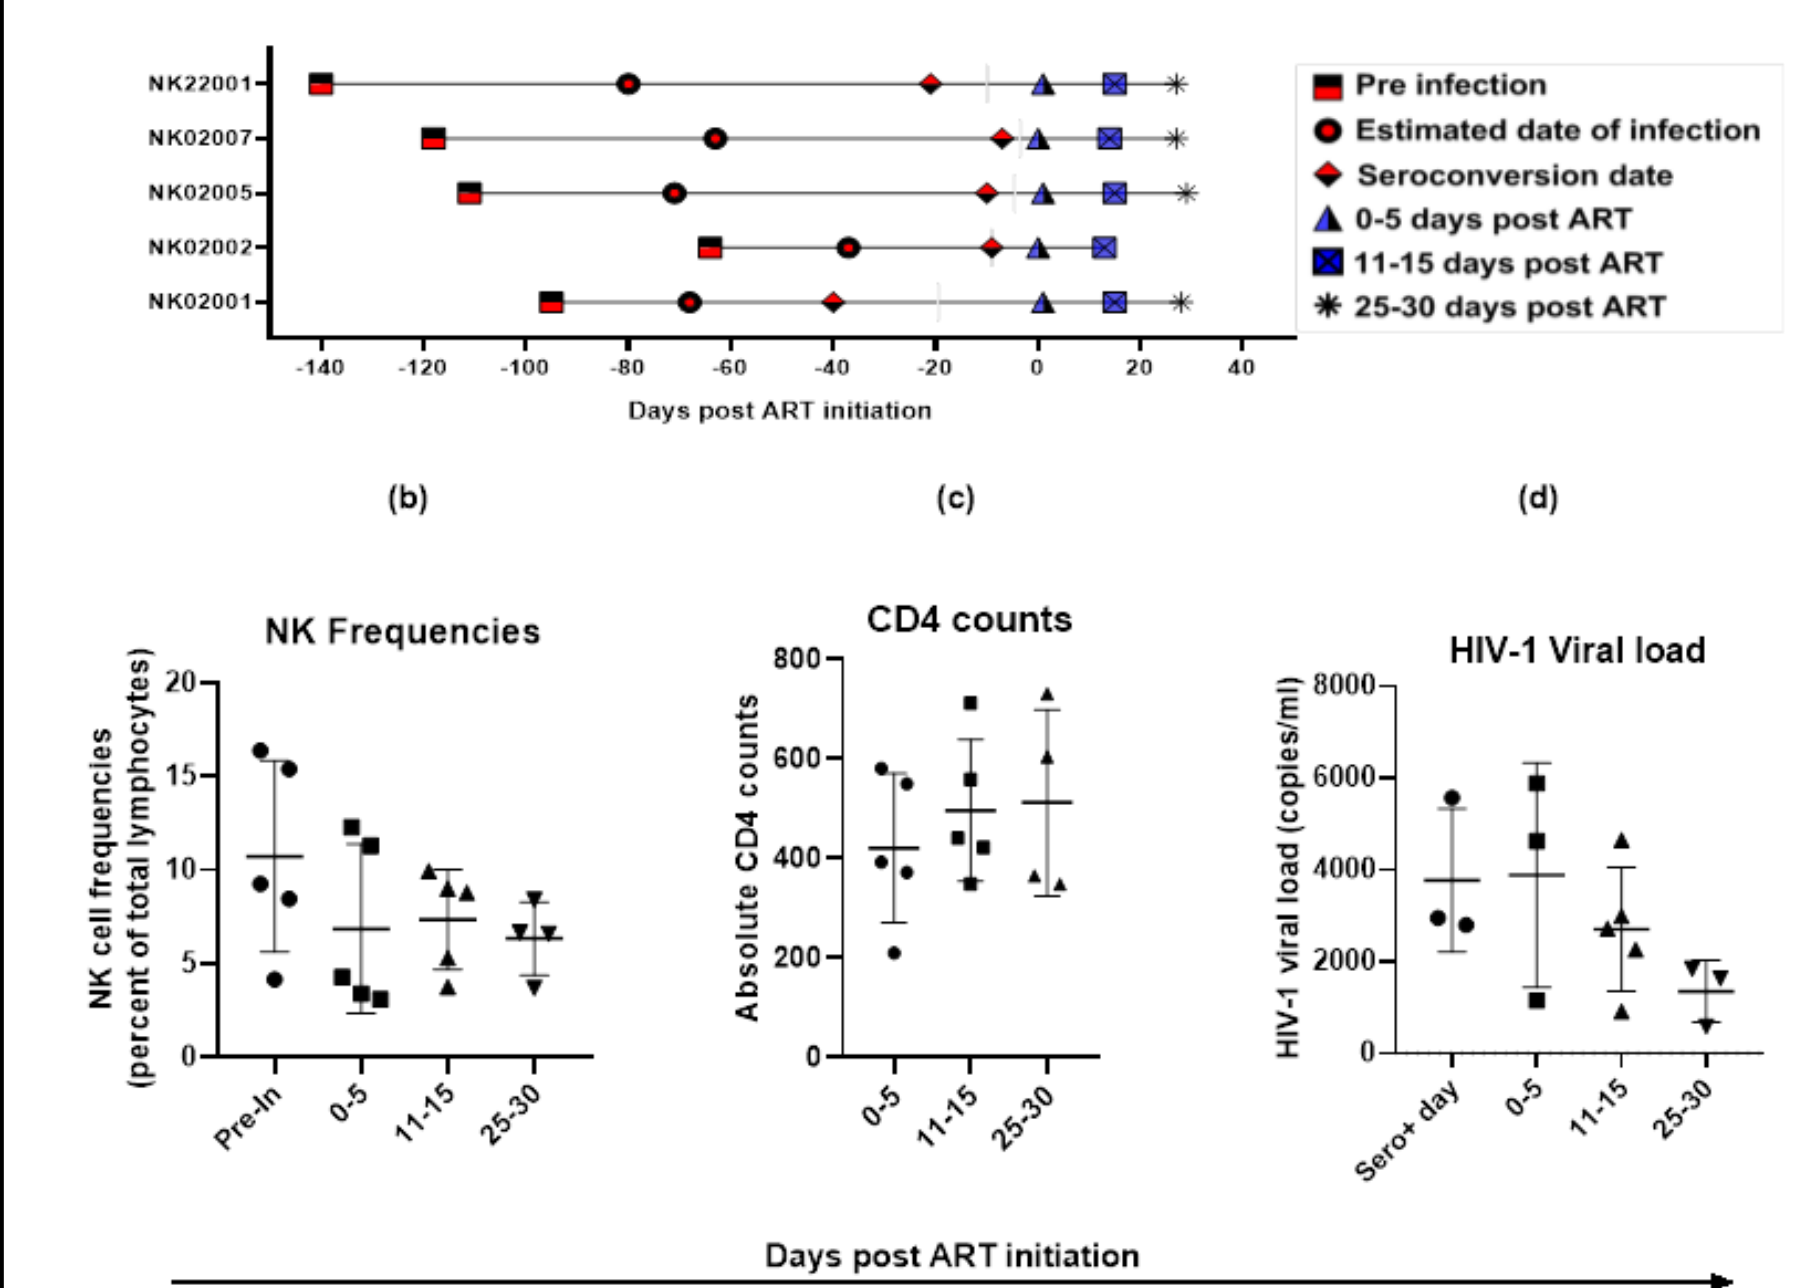 NK22001
NK02007
NK02005
NK02002
NK02001
-140 -120 -100 -80 -60 -40 -20 0 20 40
Days post ART initiation
Pre infection
Estimated date of infection
Seroconversion date
0-5 days post ART
11-15 days post ART
25-30 days post ART
(b) (c) (d)
NK Frequencies
NK cell frequencies
(percent of total lymphocytes)
20
15
10
5
0
Pre-In 0-5 11-15 25-30
CD4 counts
Absolute CD4 counts
800
600
400
200
0
0-5 11-15 25-30
HIV-1 Viral load
HIV-1 viral load (copies/ml)
8000
6000
4000
2000
0
Sero+ day 0-5 11-15 25-30
Days post ART initiation